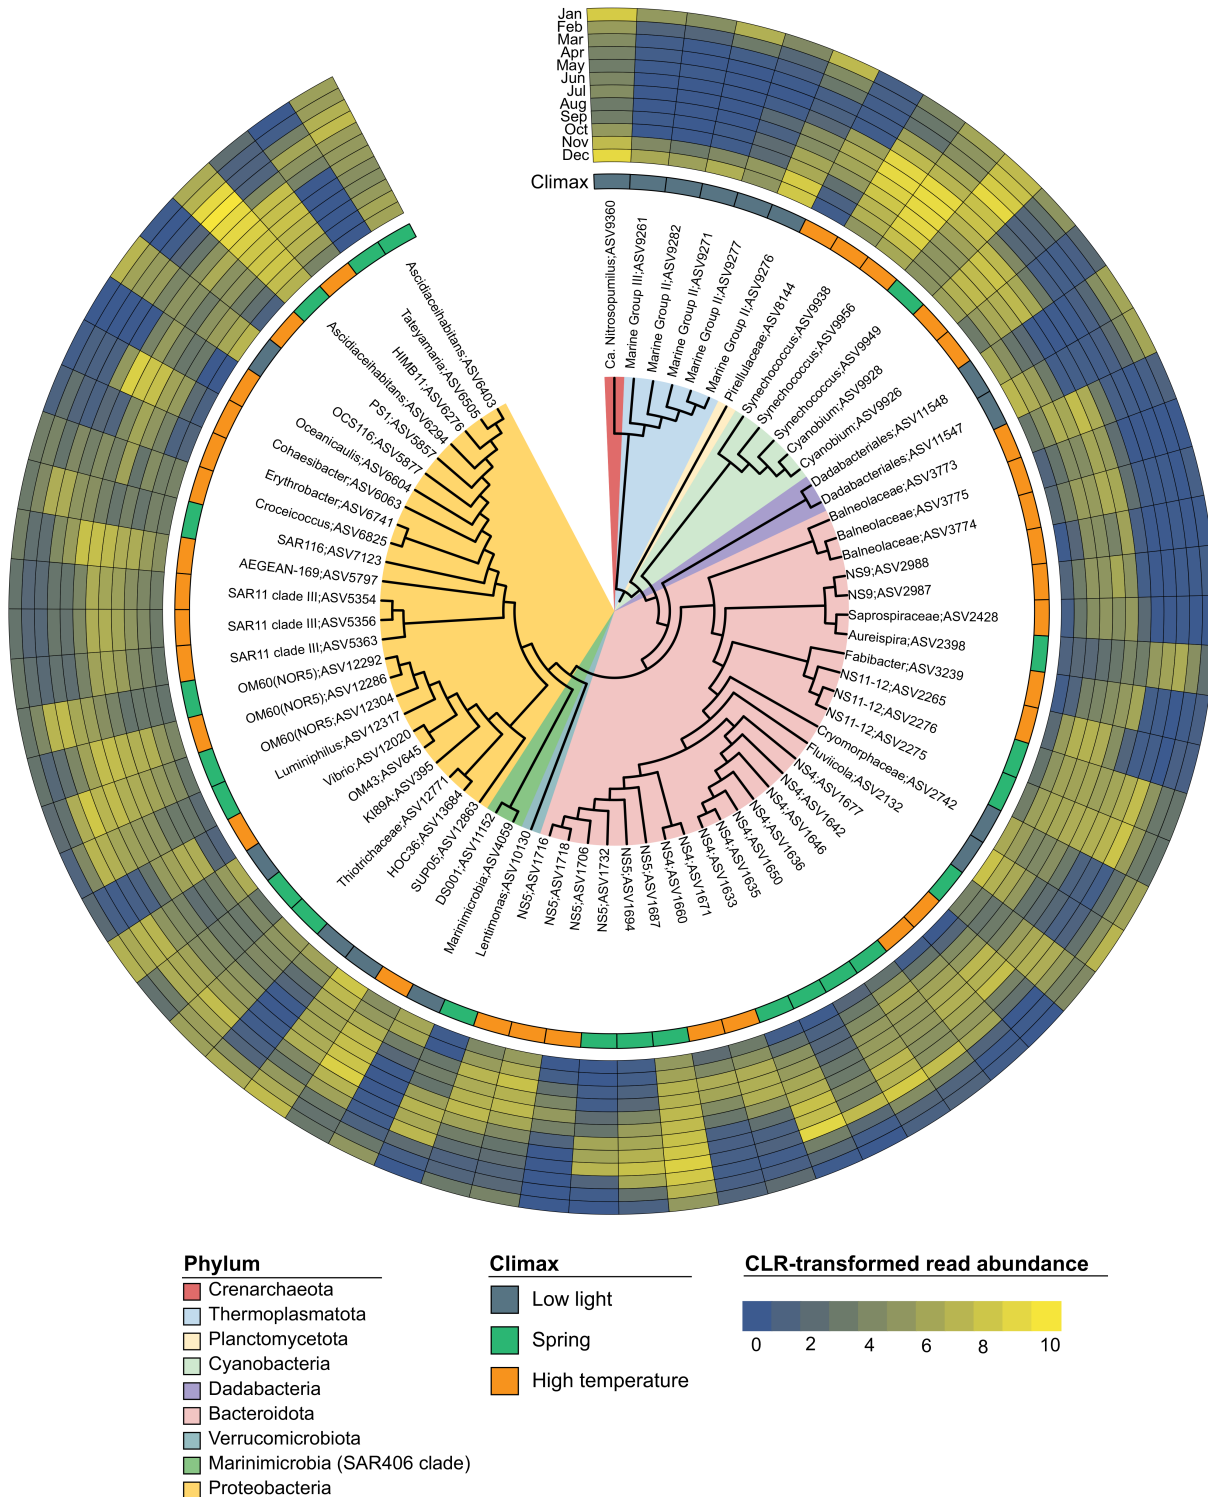 Jan
Feb
Mar
Apr
May
Jun
Jul
Aug
Sep
Oct
Nov
Dec
Climax
Ca. Nitrosopumilus;ASV9360
Marine Group III;ASV9261
Marine Group II;ASV9282
Marine Group II;ASV9271
Marine Group II;ASV9277
Marine Group II;ASV9276
Pirellulaceae;ASV8144
Synechococcus;ASV9938
Synechococcus;ASV9956
Synechococcus;ASV9949
Cyanobium;ASV9928
Cyanobium;ASV9926
Dadabacteriales;ASV11548
Dadabacteriales;ASV11547
Balneolaceae;ASV3773
Balneolaceae;ASV3775
Balneolaceae;ASV3774
NS9;ASV2988
NS9;ASV2987
Saprospiraceae;ASV2428
Aureispira;ASV2398
Fabibacter;ASV3239
NS11-12;ASV2265
NS11-12;ASV2276
NS11-12;ASV2275
Cryomorphaceae;ASV2742
Fluviicola;ASV2132
NS4;ASV1677
NS4;ASV1642
NS4;ASV1646
NS4;ASV1636
NS4;ASV1650
NS4;ASV1635
NS4;ASV1633
NS4;ASV1671
NS4;ASV1660
NS5;ASV1687
NS5;ASV1694
NS5;ASV1732
NS5;ASV1706
NS5;ASV1718
NS5;ASV1716
Lentimonas;ASV10130
Marinimicrobia;ASV4059
DS001;ASV11152
SUP05;ASV12863
HOC36;ASV13684
Thiotrichaceae;ASV12771
KI89A;ASV395
OM43;ASV645
Vibrio;ASV12020
Luminiphilus;ASV12317
OM60(NOR5;ASV12304
OM60(NOR5);ASV12286
OM60(NOR5);ASV12292
SAR11 clade III;ASV5363
SAR11 clade III;ASV5356
SAR11 clade III;ASV5354
AEGEAN-169;ASV5797
SAR116;ASV7123
Croceicoccus;ASV6825
Erythrobacter;ASV6741
Cohaesibacter;ASV6063
Oceanicaulis;ASV6604
OCS116;ASV5877
PS1;ASV5857
Ascidiaceihabitans;ASV6294
HIMB11;ASV6276
Tateyamaria;ASV6505
Ascidiaceihabitans;ASV6403
Phylum
Crenarchaeota
Thermoplasmatota
Planctomycetota
Cyanobacteria
Dadabacteria
Bacteroidota
Verrucomicrobiota
Marinimicrobia (SAR406 clade)
Proteobacteria
Climax
Low light
Spring
High temperature
CLR-transformed read abundance
0 2 4 6 8 10